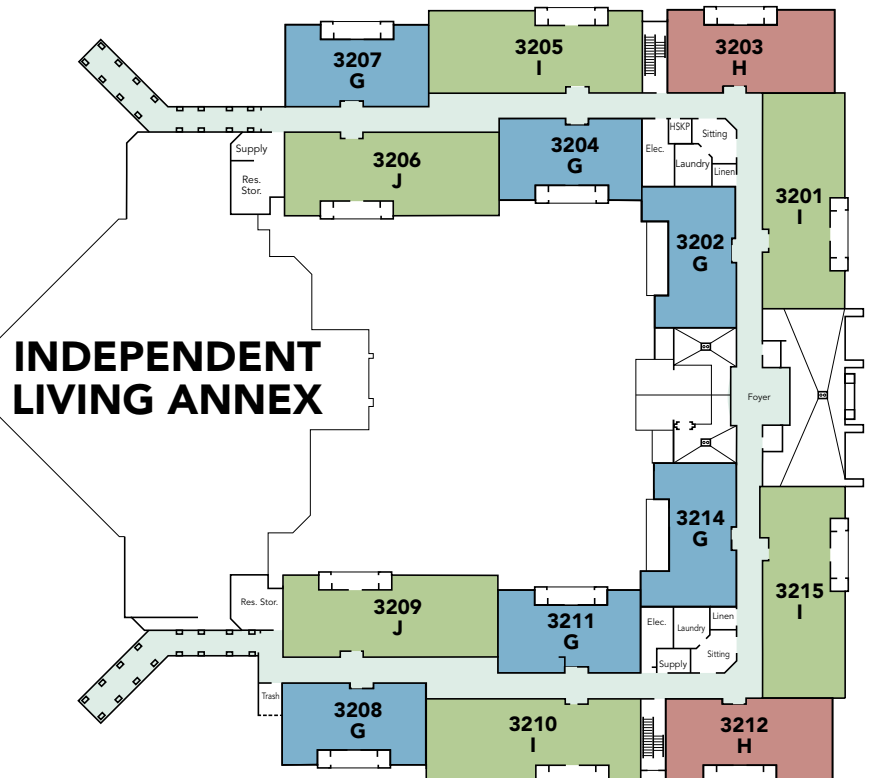 3207
G
3205
I
3203
H
HSKP
Sitting
Elec.
Laundry
Linen
Supply
Res.
Stor.
3206
J
3204
G
3201
I
3202
G
INDEPENDENT
LIVING ANNEX
Foyer
3214
G
3215
I
Res. Stor.
3209
J
3211
G
Elec.
Laundry
Linen
Sitting
Supply
Trash
3208
G
3210
I
3212
H